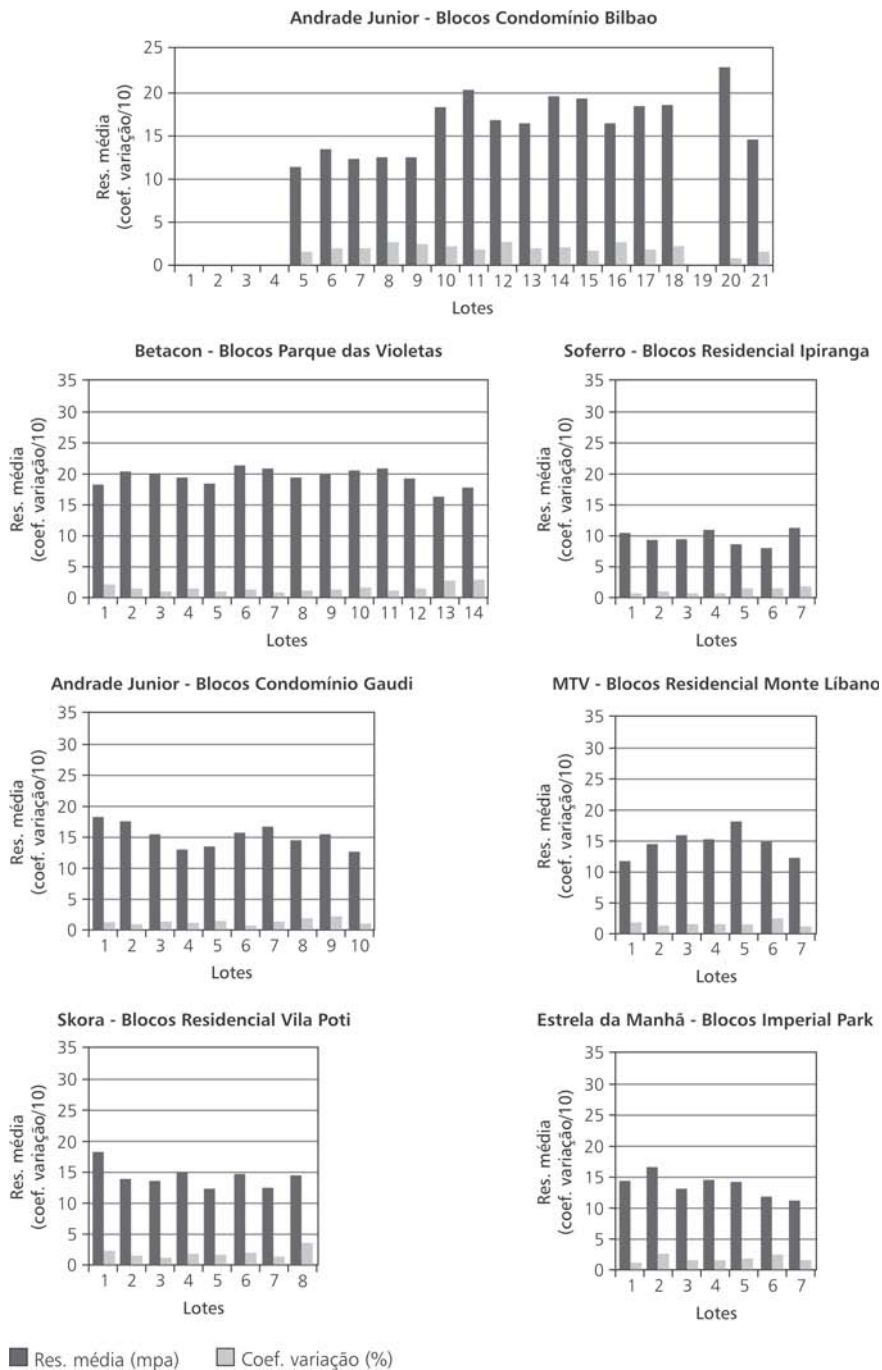 Andrade Junior - Blocos Condomínio Bilbao
Res. média
(coef. variação/10)
25
20
15
10
5
0
1 2 3 4 5 6 7 8 9 10 11 12 13 14 15 16 17 18 19 20 21
Lotes
Betacon - Blocos Parque das Violetas
Res. média
(coef. variação/10)
35
30
25
20
15
10
5
0
1 2 3 4 5 6 7 8 9 10 11 12 13 14
Lotes
Soferro - Blocos Residencial Ipiranga
Res. média
(coef. variação/10)
35
30
25
20
15
10
5
0
1 2 3 4 5 6 7
Lotes
Andrade Junior - Blocos Condomínio Gaudi
Res. média
(coef. variação/10)
35
30
25
20
15
10
5
0
1 2 3 4 5 6 7 8 9 10
Lotes
MTV - Blocos Residencial Monte Líbano
Res. média
(coef. variação/10)
35
30
25
20
15
10
5
0
1 2 3 4 5 6 7
Lotes
Skora - Blocos Residencial Vila Poti
Res. média
(coef. variação/10)
35
30
25
20
15
10
5
0
1 2 3 4 5 6 7 8
Lotes
Estrela da Manhã - Blocos Imperial Park
Res. média
(coef. variação/10)
35
30
25
20
15
10
5
0
1 2 3 4 5 6 7
Lotes
Res. média (mpa) Coef. variação (%)